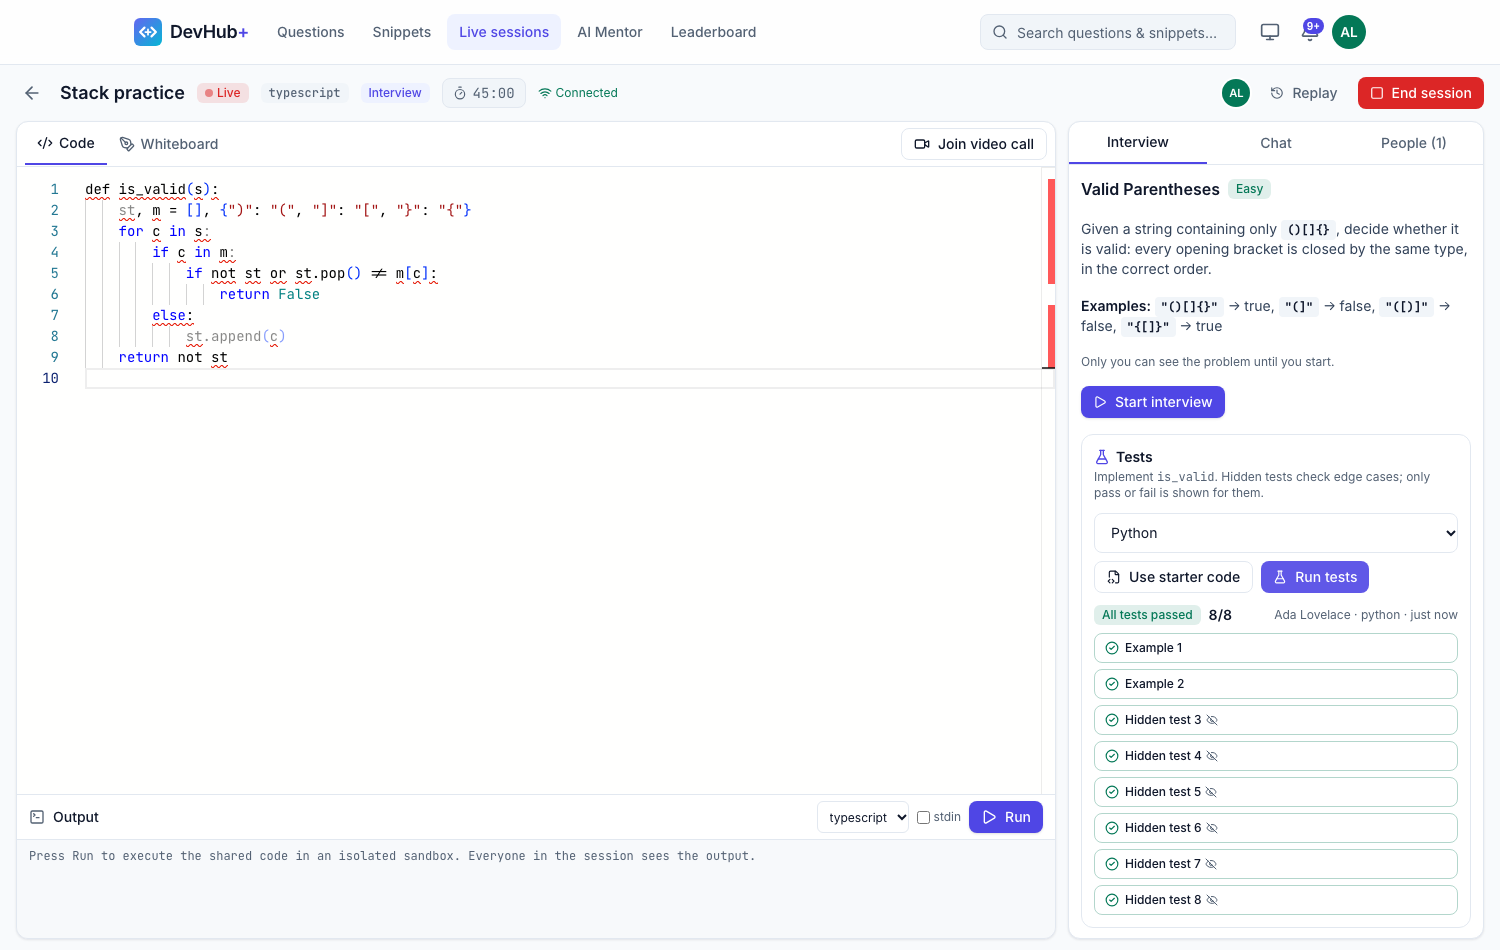 DevHub+
Questions
Snippets
Live sessions
AI Mentor
Leaderboard
Search questions & snippets...
9+
AL
Stack practice
Live
typescript
Interview
45:00
Connected
AL
Replay
End session
Code
Whiteboard
Join video call
1 def is_valid(s):
2 st, m = [], {")": "(", "]": "[", "}": "{"}
3 for c in s:
4 if c in m:
5 if not st or st.pop() ≠ m[c]:
6 return False
7 else:
8 st.append(c)
9 return not st
10
Output
typescript
stdin
Run
Press Run to execute the shared code in an isolated sandbox. Everyone in the session sees the output.
Interview
Chat
People (1)
Valid Parentheses Easy
Given a string containing only ()[]{} , decide whether it
is valid: every opening bracket is closed by the same type,
in the correct order.
Examples: "()[]{}" → true, "(]" → false, "([)]" →
false, "{[]}" → true
Only you can see the problem until you start.
Start interview
Tests
Implement is_valid. Hidden tests check edge cases; only
pass or fail is shown for them.
Python
Use starter code
Run tests
All tests passed 8/8 Ada Lovelace · python · just now
Example 1
Example 2
Hidden test 3
Hidden test 4
Hidden test 5
Hidden test 6
Hidden test 7
Hidden test 8